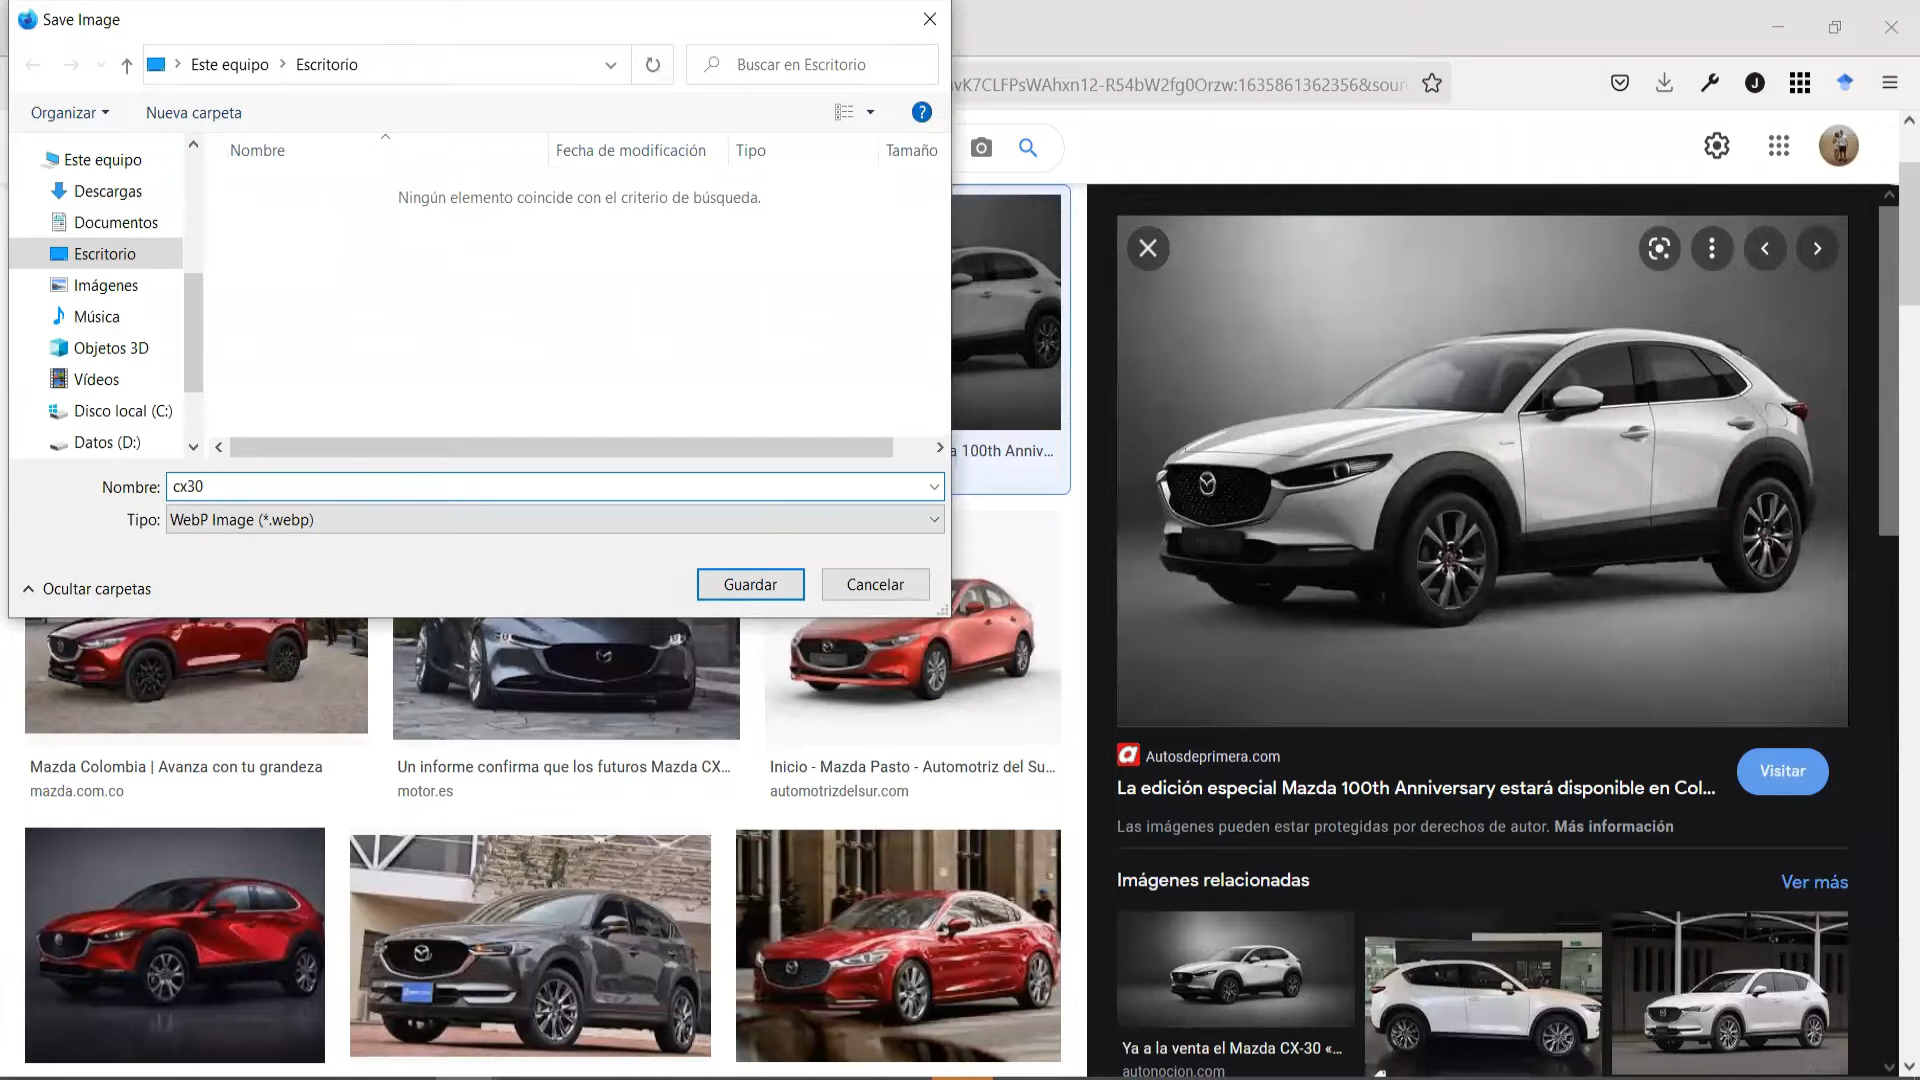 Save Image
Este equipo
Escritorio
Buscar en Escritorio
Organizar
Nueva carpeta
Nombre
Fecha de modificación
Tipo
Tamaño
Ningún elemento coincide con el criterio de búsqueda.
Este equipo
Descargas
Documentos
Escritorio
Imágenes
Música
Objetos 3D
Vídeos
Disco local (C:)
Datos (D:)
Nombre: cx30
Tipo: WebP Image (*.webp)
Ocultar carpetas
Guardar
Cancelar
vK7CLFPsWAhxn12-R54bW2fg0Orzw:1635861362356&sour
J
a 100th Anniv...
Mazda Colombia | Avanza con tu grandeza
mazda.com.co
Un informe confirma que los futuros Mazda CX...
motor.es
Inicio - Mazda Pasto - Automotriz del Su...
automotrizdelsur.com
a Autosdeprimera.com
La edición especial Mazda 100th Anniversary estará disponible en Col...
Visitar
Las imágenes pueden estar protegidas por derechos de autor. Más información
Imágenes relacionadas
Ver más
Ya a la venta el Mazda CX-30 «...
autonocion.com